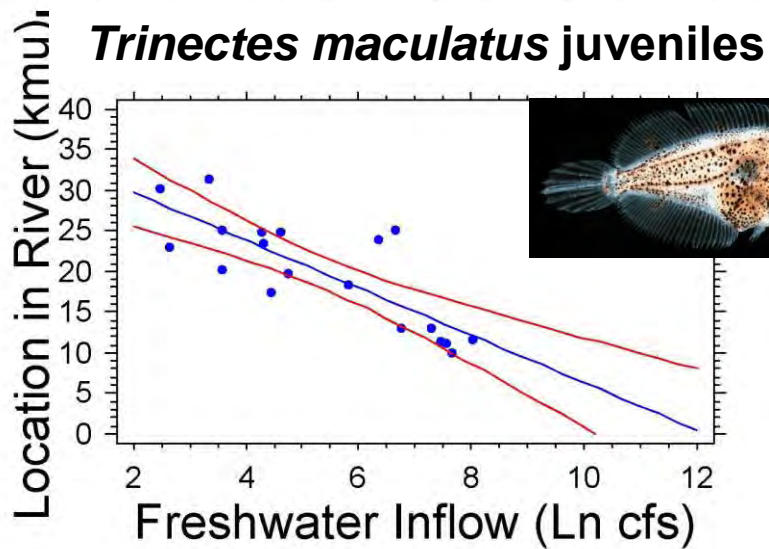 Trinectes maculatus juveniles
Location in River (kmu).
40
35
30
25
20
15
10
5
0
2 4 6 8 10 12
Freshwater Inflow (Ln cfs)